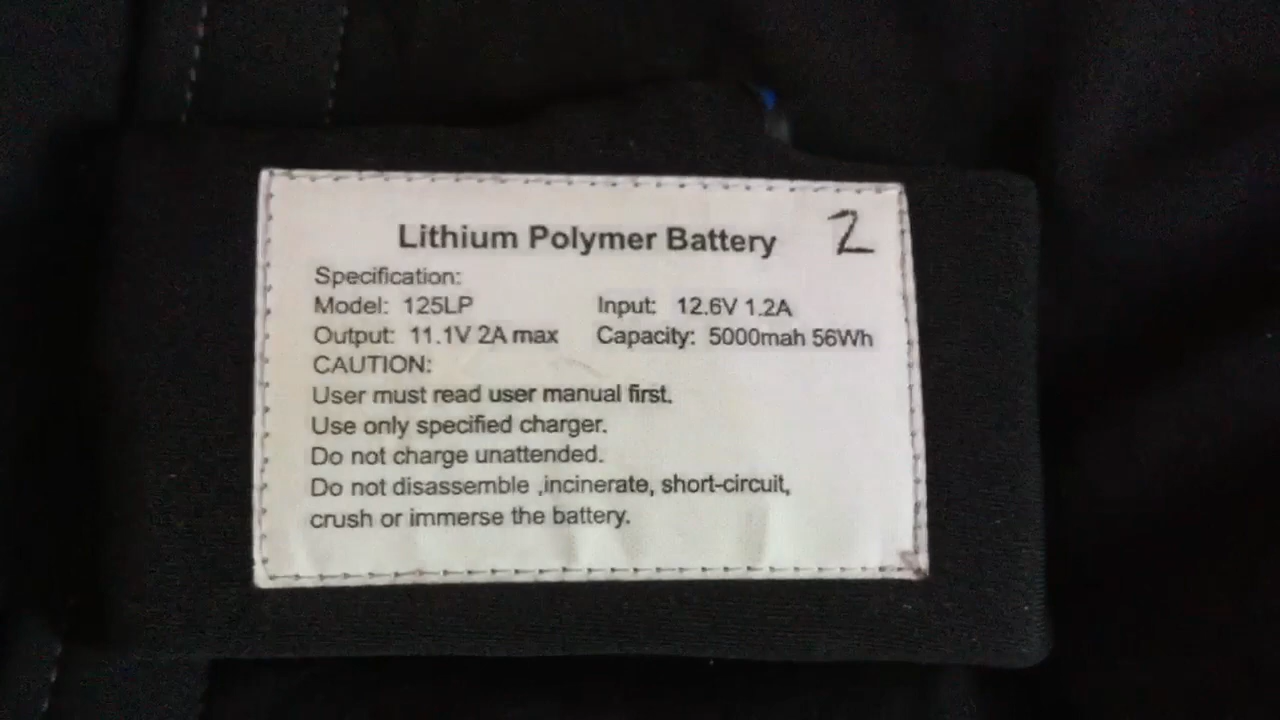 Lithium Polymer Battery 2
Specification:
Model: 125LP Input: 12.6V 1.2A
Output: 11.1V 2A max Capacity: 5000mah 56Wh
CAUTION:
User must read user manual first.
Use only specified charger.
Do not charge unattended.
Do not disassemble ,incinerate, short-circuit,
crush or immerse the battery.